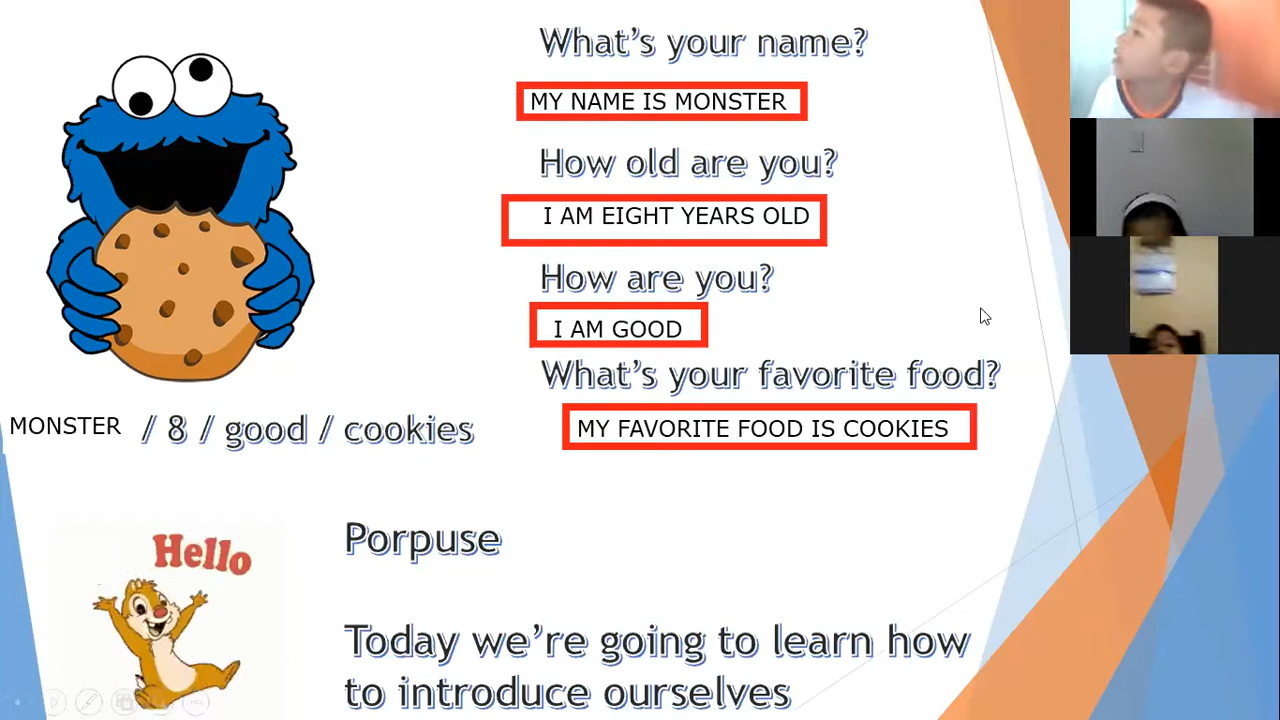 What's your name?
MY NAME IS MONSTER
How old are you?
I AM EIGHT YEARS OLD
How are you?
I AM GOOD
What's your favorite food?
MY FAVORITE FOOD IS COOKIES
MONSTER / 8 / good / cookies
Hello
Porpuse
Today we're going to learn how
to introduce ourselves